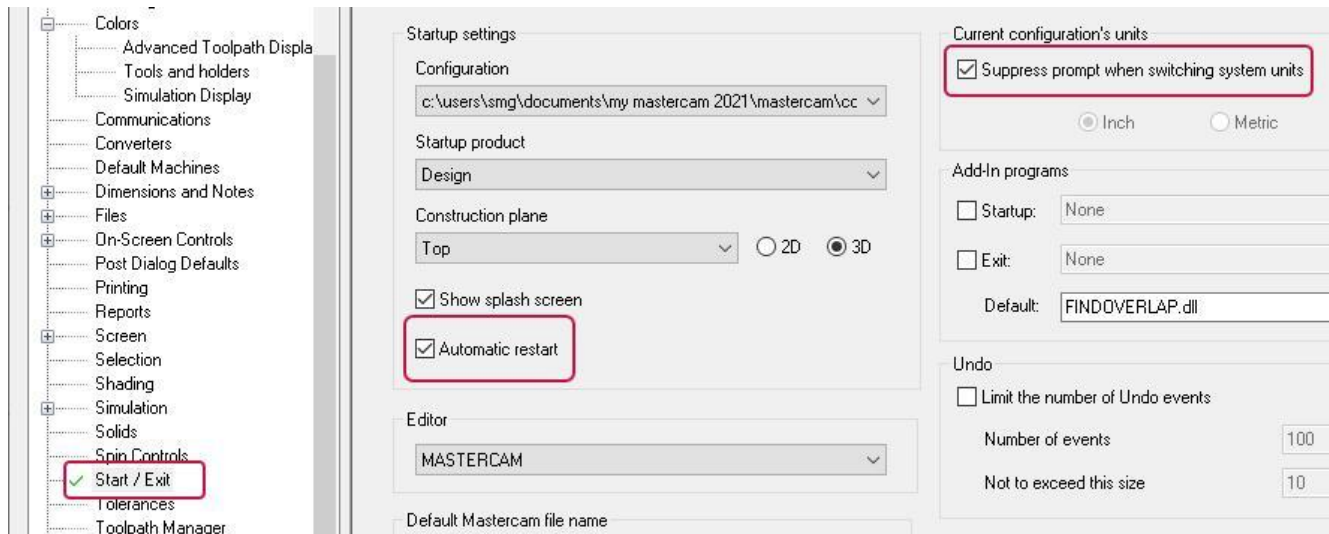 Colors
Advanced Toolpath Displa
Tools and holders
Simulation Display
Communications
Converters
Default Machines
Dimensions and Notes
Files
On-Screen Controls
Post Dialog Defaults
Printing
Reports
Screen
Selection
Shading
Simulation
Solids
Spin Controls
Start / Exit
Tolerances
Toolpath Manager
Startup settings
Configuration
c:\users\smg\documents\my mastercam 2021\mastercam\cc
Startup product
Design
Construction plane
Top 2D 3D
Show splash screen
Automatic restart
Editor
MASTERCAM
Default Mastercam file name
Current configuration's units
Suppress prompt when switching system units
Inch Metric
Add-In programs
Startup: None
Exit: None
Default: FINDOVERLAP.dll
Undo
Limit the number of Undo events
Number of events 100
Not to exceed this size 10